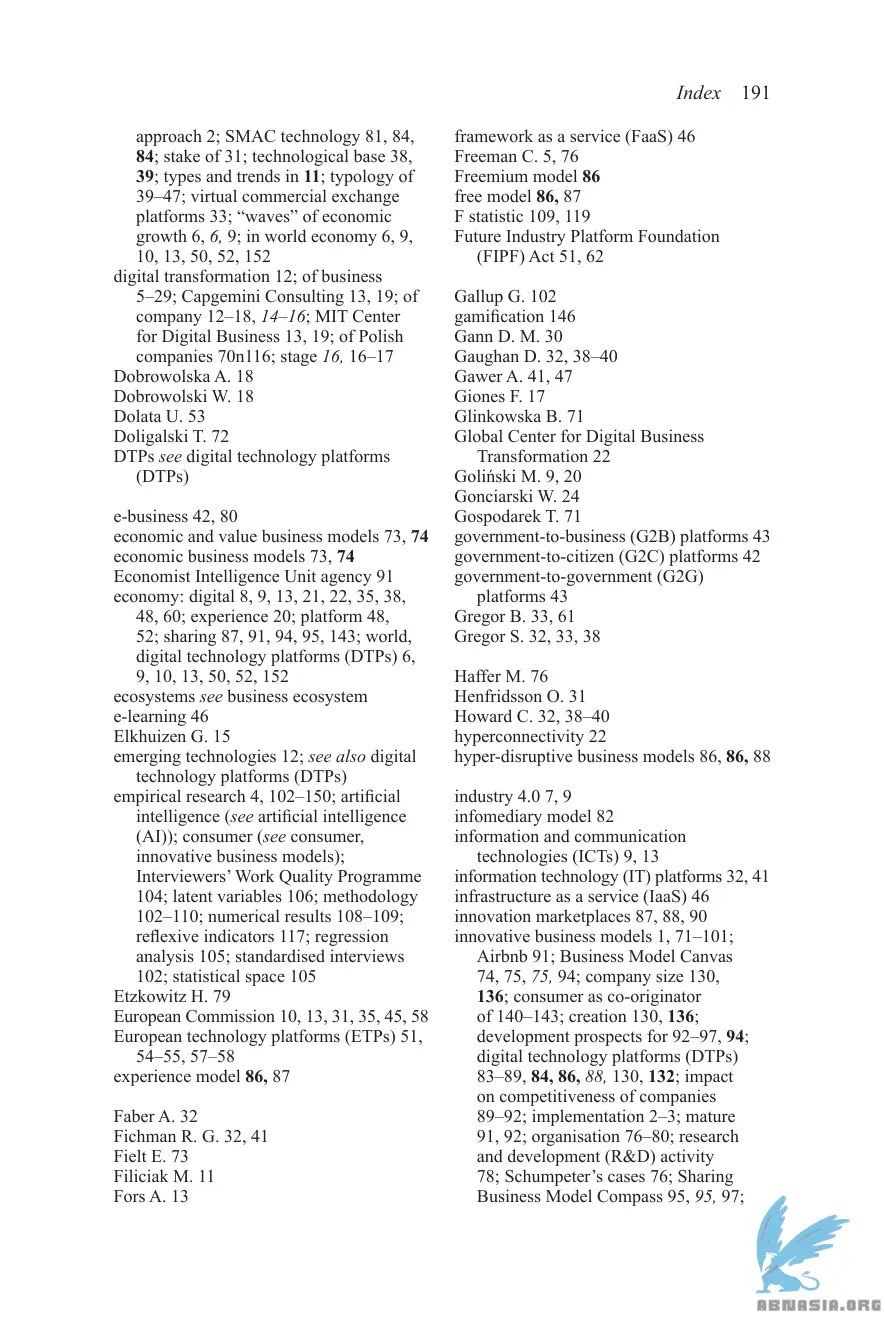 Index 191
approach 2; SMAC technology 81, 84,
84; stake of 31; technological base 38,
39; types and trends in 11; typology of
39–47; virtual commercial exchange
platforms 33; “waves” of economic
growth 6, 6, 9; in world economy 6, 9,
10, 13, 50, 52, 152
digital transformation 12; of business
5–29; Capgemini Consulting 13, 19; of
company 12–18, 14–16; MIT Center
for Digital Business 13, 19; of Polish
companies 70n116; stage 16, 16–17
Dobrowolska A. 18
Dobrowolski W. 18
Dolata U. 53
Doligalski T. 72
DTPs see digital technology platforms
(DTPs)
e-business 42, 80
economic and value business models 73, 74
economic business models 73, 74
Economist Intelligence Unit agency 91
economy: digital 8, 9, 13, 21, 22, 35, 38,
48, 60; experience 20; platform 48,
52; sharing 87, 91, 94, 95, 143; world,
digital technology platforms (DTPs) 6,
9, 10, 13, 50, 52, 152
ecosystems see business ecosystem
e-learning 46
Elkhuizen G. 15
emerging technologies 12; see also digital
technology platforms (DTPs)
empirical research 4, 102–150; artificial
intelligence (see artificial intelligence
(AI)); consumer (see consumer,
innovative business models);
Interviewers’ Work Quality Programme
104; latent variables 106; methodology
102–110; numerical results 108–109;
reflexive indicators 117; regression
analysis 105; standardised interviews
102; statistical space 105
Etzkowitz H. 79
European Commission 10, 13, 31, 35, 45, 58
European technology platforms (ETPs) 51,
54–55, 57–58
experience model 86, 87
Faber A. 32
Fichman R. G. 32, 41
Fielt E. 73
Filiciak M. 11
Fors A. 13
framework as a service (FaaS) 46
Freeman C. 5, 76
Freemium model 86
free model 86, 87
F statistic 109, 119
Future Industry Platform Foundation
(FIPF) Act 51, 62
Gallup G. 102
gamification 146
Gann D. M. 30
Gaughan D. 32, 38–40
Gawer A. 41, 47
Giones F. 17
Glinkowska B. 71
Global Center for Digital Business
Transformation 22
Goliński M. 9, 20
Gonciarski W. 24
Gospodarek T. 71
government-to-business (G2B) platforms 43
government-to-citizen (G2C) platforms 42
government-to-government (G2G)
platforms 43
Gregor B. 33, 61
Gregor S. 32, 33, 38
Haffer M. 76
Henfridsson O. 31
Howard C. 32, 38–40
hyperconnectivity 22
hyper-disruptive business models 86, 86, 88
industry 4.0 7, 9
infomediary model 82
information and communication
technologies (ICTs) 9, 13
information technology (IT) platforms 32, 41
infrastructure as a service (IaaS) 46
innovation marketplaces 87, 88, 90
innovative business models 1, 71–101;
Airbnb 91; Business Model Canvas
74, 75, 75, 94; company size 130,
136; consumer as co-originator
of 140–143; creation 130, 136;
development prospects for 92–97, 94;
digital technology platforms (DTPs)
83–89, 84, 86, 88, 130, 132; impact
on competitiveness of companies
89–92; implementation 2–3; mature
91, 92; organisation 76–80; research
and development (R&D) activity
78; Schumpeter’s cases 76; Sharing
Business Model Compass 95, 95, 97;
ABNASIA.ORG